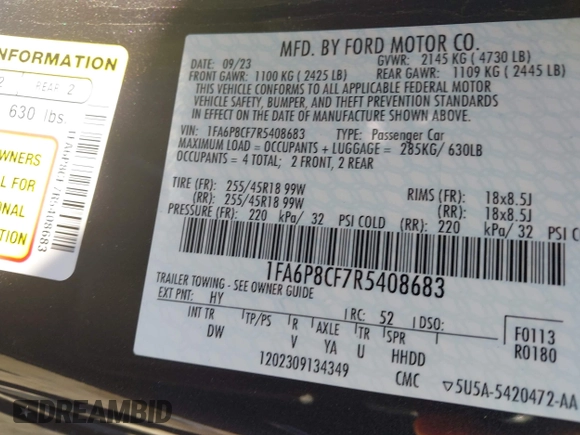 NFORMATION
REAR 2
630 lbs.
OWNERS
L FOR
ONAL
TION
MFD. BY FORD MOTOR CO.
DATE: 09/23 GVWR: 2145 KG ( 4730 LB)
FRONT GAWR: 1100 KG ( 2425 LB) REAR GAWR: 1109 KG ( 2445 LB)
THIS VEHICLE CONFORMS TO ALL APPLICABLE FEDERAL MOTOR
VEHICLE SAFETY, BUMPER, AND THEFT PREVENTION STANDARDS
IN EFFECT ON THE DATE OF MANUFACTURE SHOWN ABOVE.
VIN: 1FA6P8CF7R5408683 TYPE: Passenger Car
MAXIMUM LOAD = OCCUPANTS + LUGGAGE = 285KG/ 630LB
OCCUPANTS = 4 TOTAL; 2 FRONT, 2 REAR
TIRE (FR): 255/45R18 99W RIMS (FR): 18x8.5J
(RR): 255/45R18 99W (RR): 18x8.5J
PRESSURE (FR): 220 kPa/ 32 PSI COLD (RR): 220 kPa/ 32 PSI C
1FA6P8CF7R5408683
TRAILER TOWING - SEE OWNER GUIDE
EXT PNT: HY RC: 52 DSO:
INT TR TP/PS R AXLE TR SPR F0113
DW V YA U HHDD R0180
1202309134349 CMC 5U5A-5420472-AA
DREAMBID